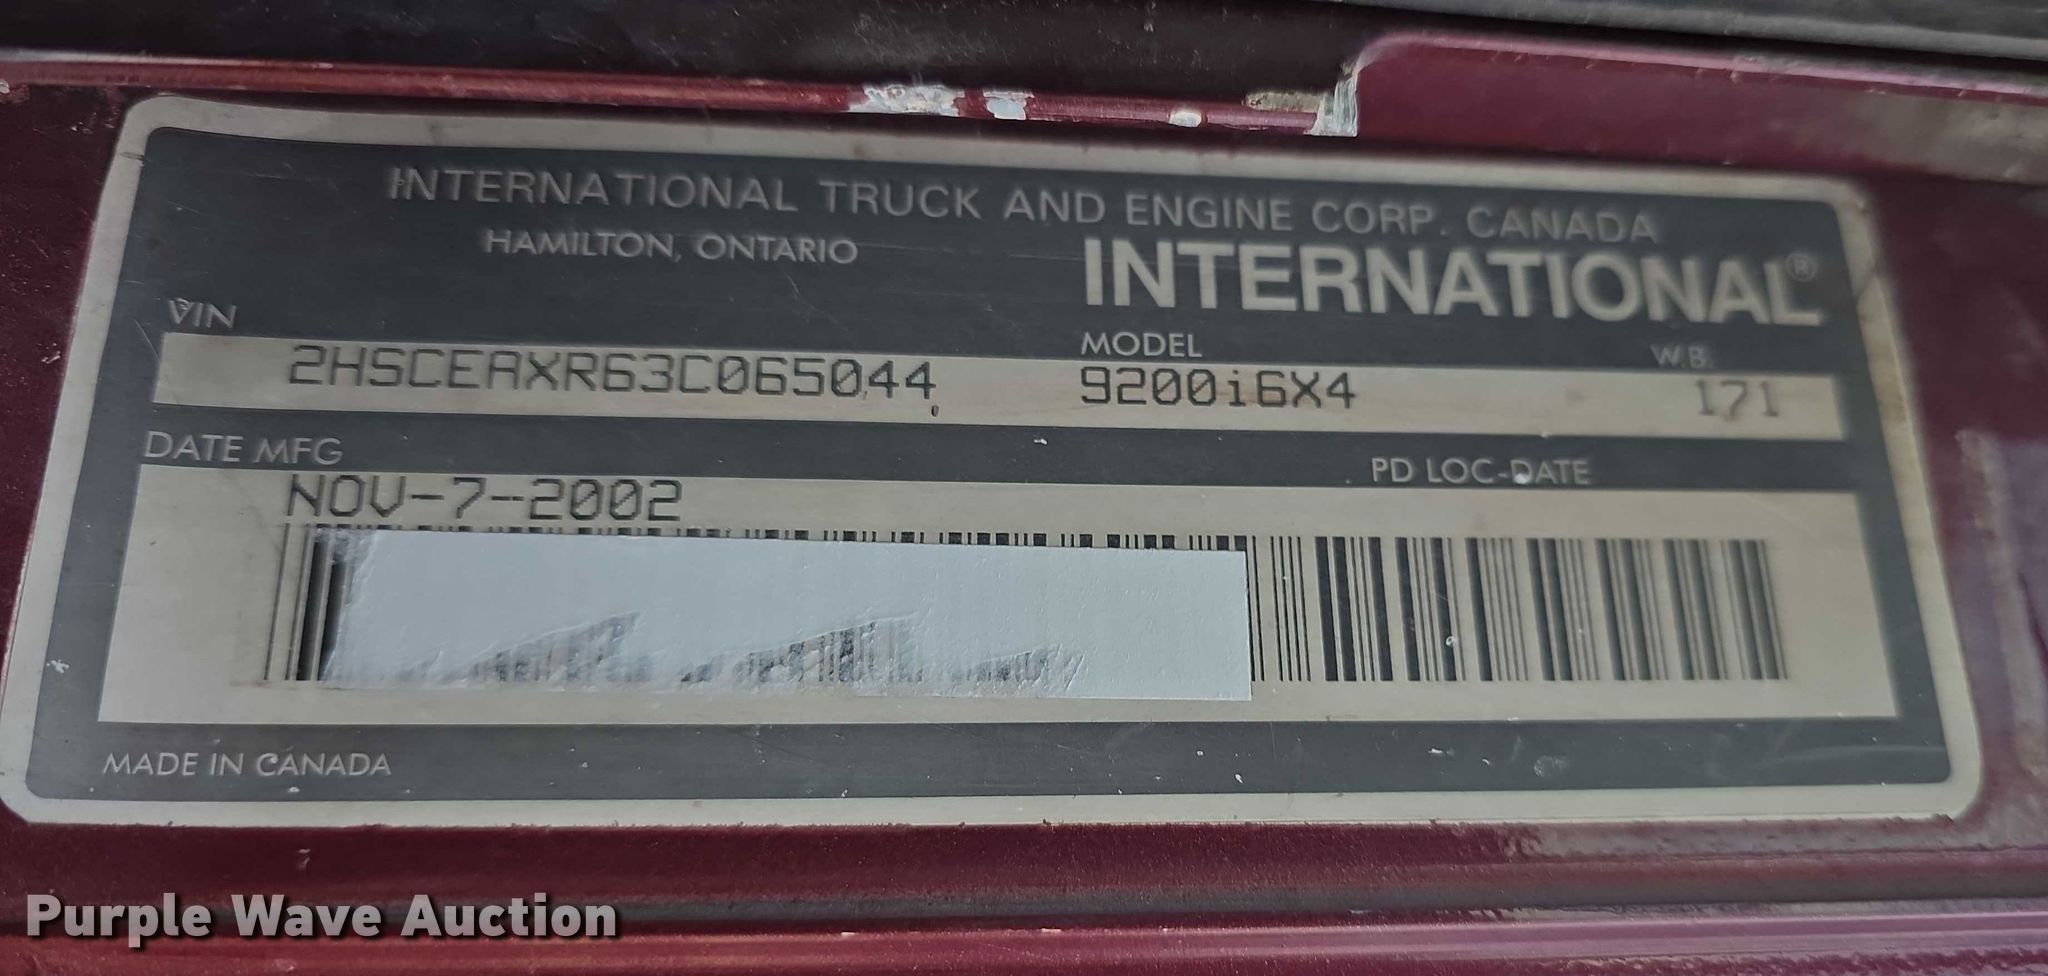 INTERNATIONAL TRUCK AND ENGINE CORP. CANADA
HAMILTON, ONTARIO
INTERNATIONAL®
VIN
MODEL
W.B.
2HSCEAXR63C065044
9200i6X4
171
DATE MFG
PD LOC-DATE
NOV-7-2002
MADE IN CANADA
Purple Wave Auction